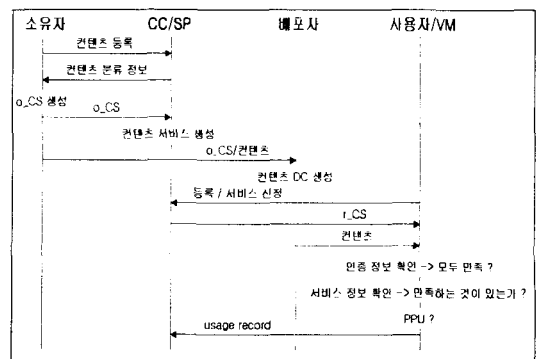 소유자 CC/SP 배포자 사용자/VM
컨텐츠 등록
컨텐츠 분류 정보
o_CS 생성
o_CS
컨텐츠 서비스 생성
o_CS/컨텐츠
컨텐츠 DC 생성
등록 / 서비스 신청
r_CS
컨텐츠
인증 정보 확인 -> 모두 만족 ?
서비스 정보 확인 -> 만족하는 것이 있는가 ?
PPU ?
usage record